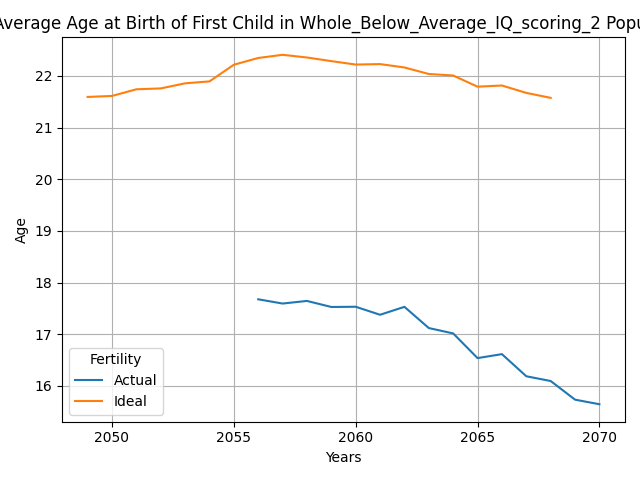 Average Age at Birth of First Child in Whole_Below_Average_IQ_scoring_2 Popu
22
21
20
19
18
17
16
Age
2050 2055 2060 2065 2070
Years
Fertility
Actual
Ideal